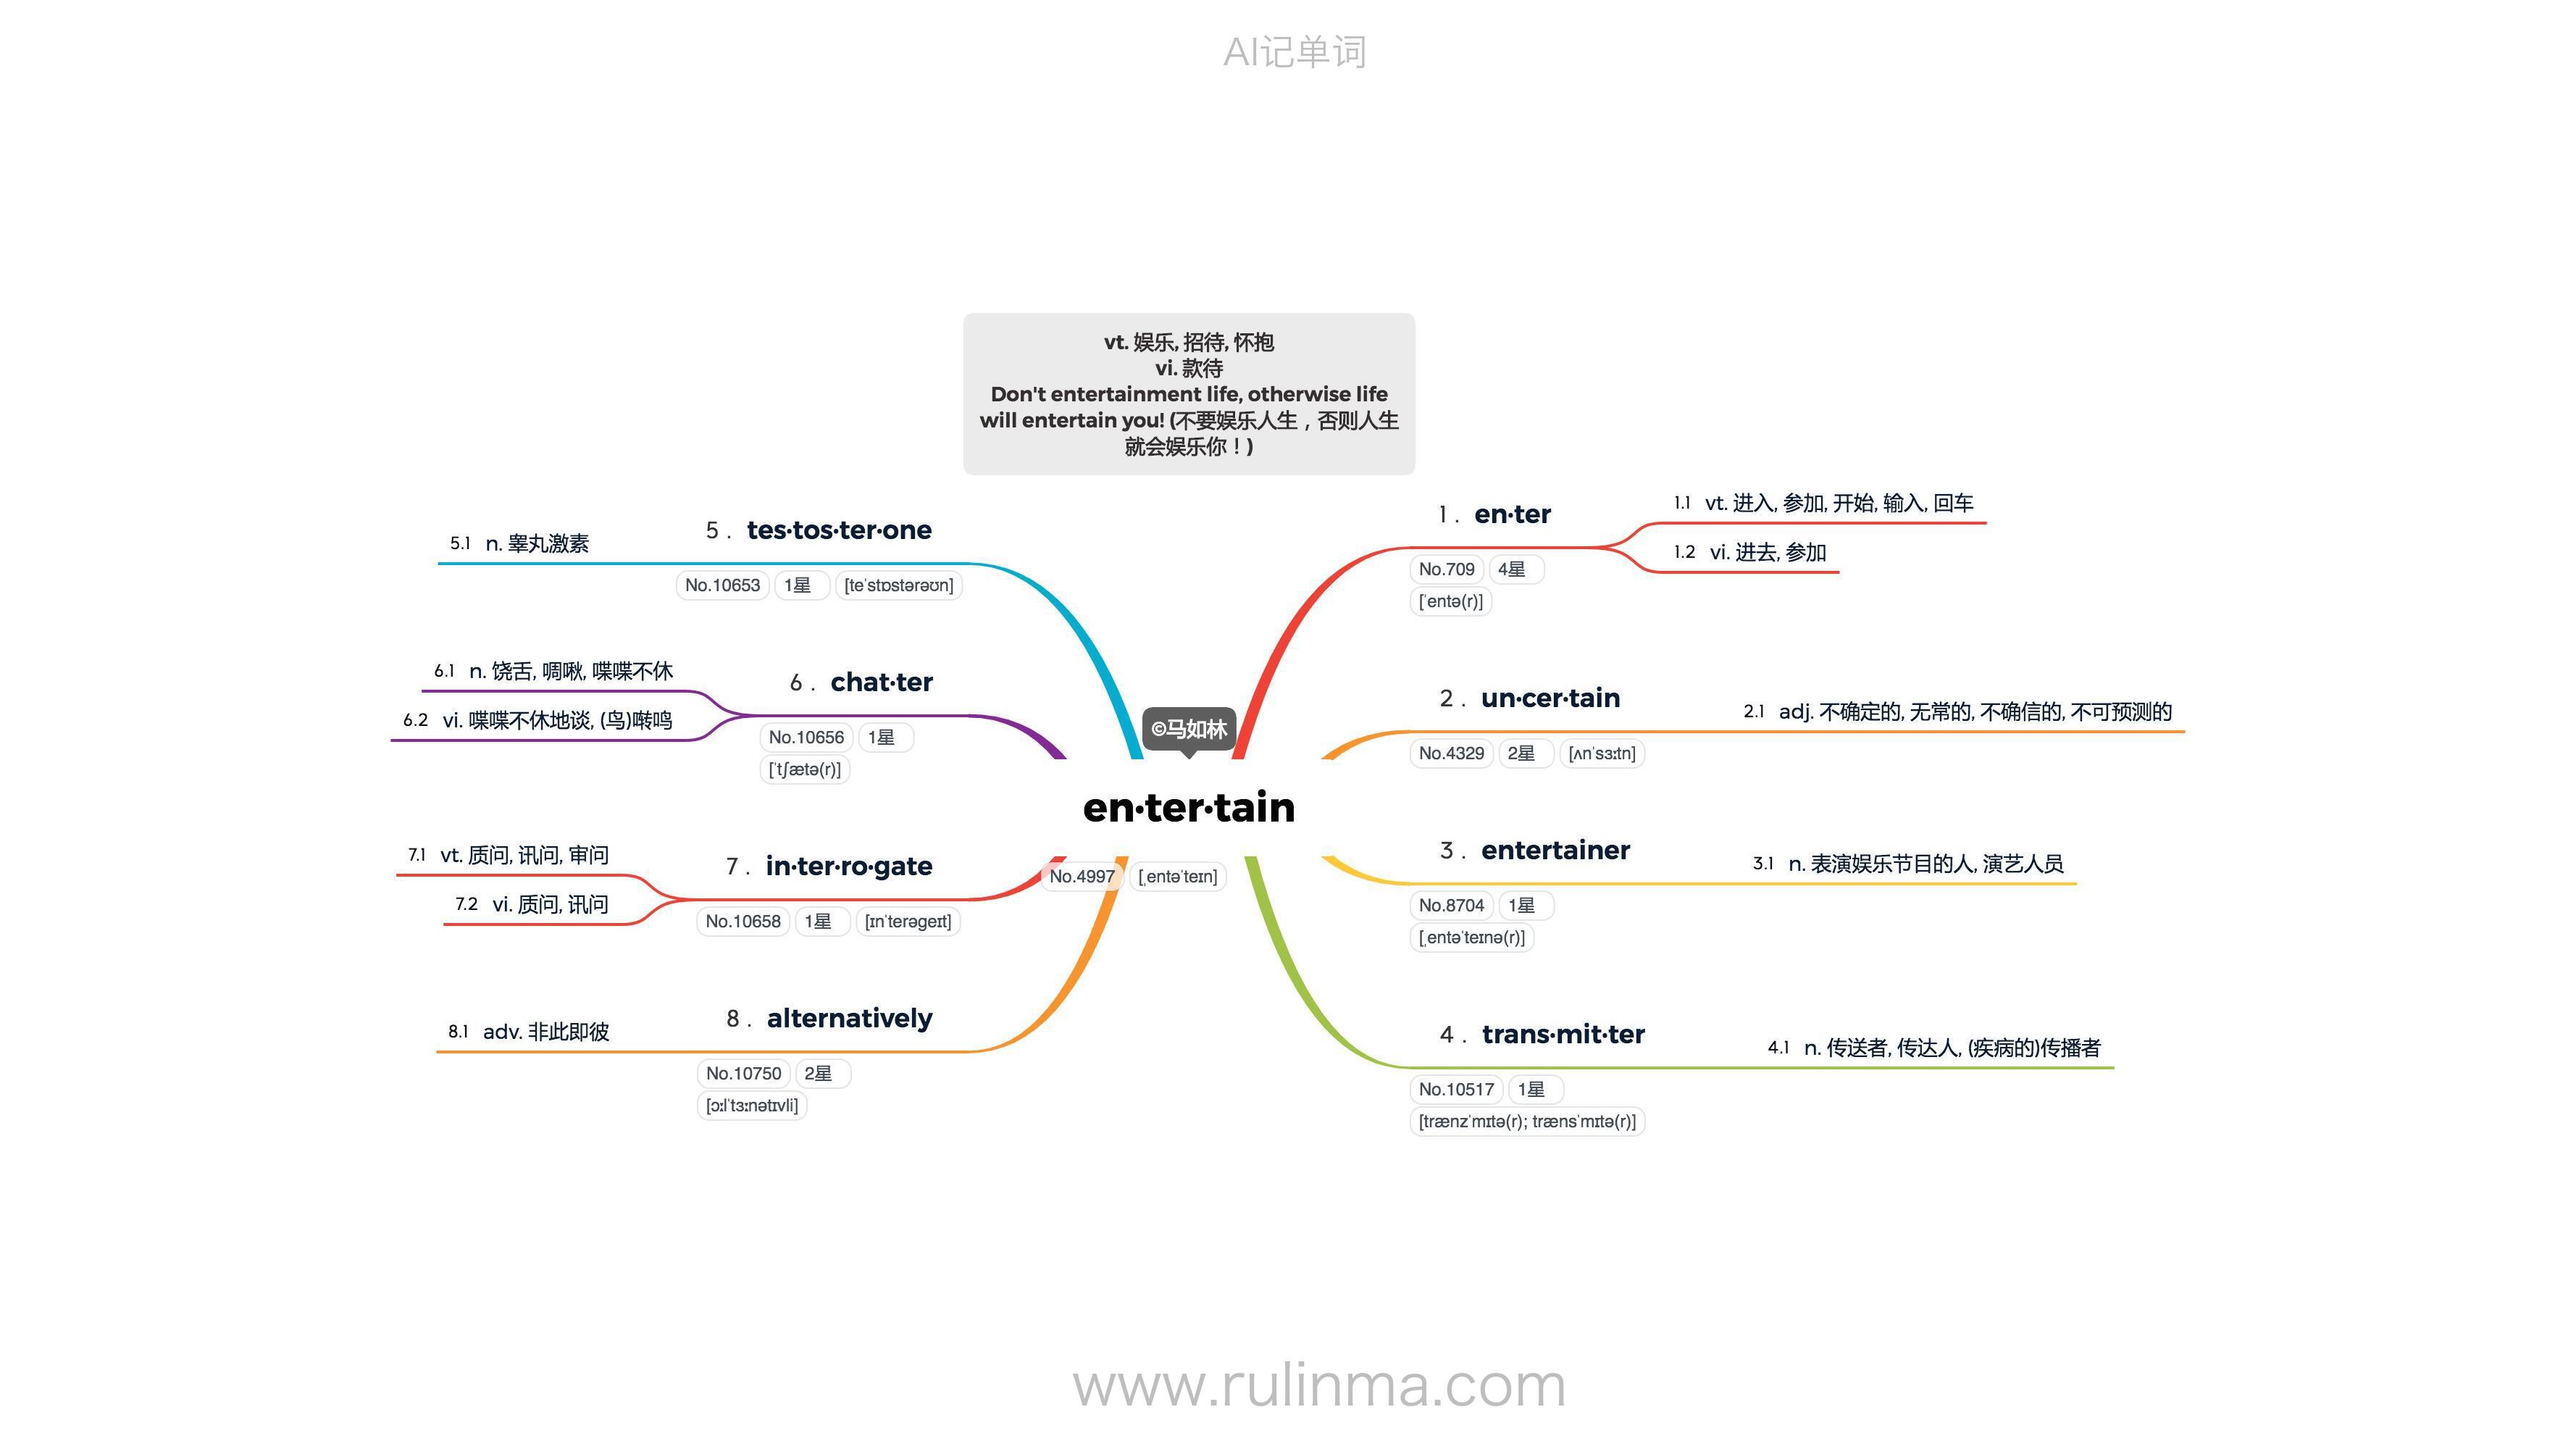 AI记单词
vt. 娱乐, 招待, 怀抱
vi. 款待
Don't entertainment life, otherwise life
will entertain you! (不要娱乐人生，否则人生
就会娱乐你！)
©马如林
en·ter·tain
No.4997 [ˌentəˈteɪn]
1. en·ter
No.709 4星
[ˈentə(r)]
1.1 vt. 进入, 参加, 开始, 输入, 回车
1.2 vi. 进去, 参加
2. un·cer·tain
No.4329 2星 [ʌnˈsɜːtn]
2.1 adj. 不确定的, 无常的, 不确信的, 不可预测的
3. entertainer
No.8704 1星
[ˌentəˈteɪnə(r)]
3.1 n. 表演娱乐节目的人, 演艺人员
4. trans·mit·ter
No.10517 1星
[trænzˈmɪtə(r); trænsˈmɪtə(r)]
4.1 n. 传送者, 传达人, (疾病的)传播者
5. tes·tos·ter·one
No.10653 1星 [teˈstɒstərəʊn]
5.1 n. 睾丸激素
6. chat·ter
No.10656 1星
[ˈtʃætə(r)]
6.1 n. 饶舌, 啁啾, 喋喋不休
6.2 vi. 喋喋不休地谈, (鸟)啭鸣
7. in·ter·ro·gate
No.10658 1星 [ɪnˈterəgeɪt]
7.1 vt. 质问, 讯问, 审问
7.2 vi. 质问, 讯问
8. alternatively
No.10750 2星
[ɔːlˈtɜːnətɪvli]
8.1 adv. 非此即彼
www.rulinma.com